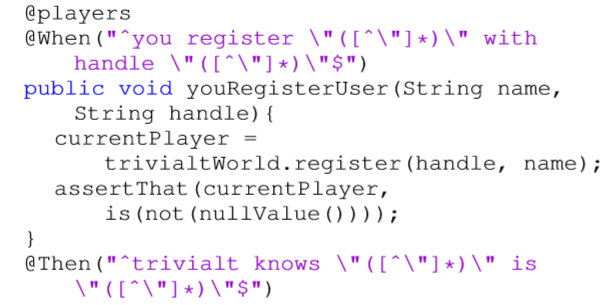 @players
@When("^you register \"([^\"]*)\" with
handle \"([^\"]*)\"$")
public void youRegisterUser(String name,
String handle){
currentPlayer =
trivialtWorld.register(handle, name);
assertThat(currentPlayer,
is(not(nullValue())));
}
@Then("^trivialt knows \"([^\"]*)\" is
\"([^\"]*)\"$")